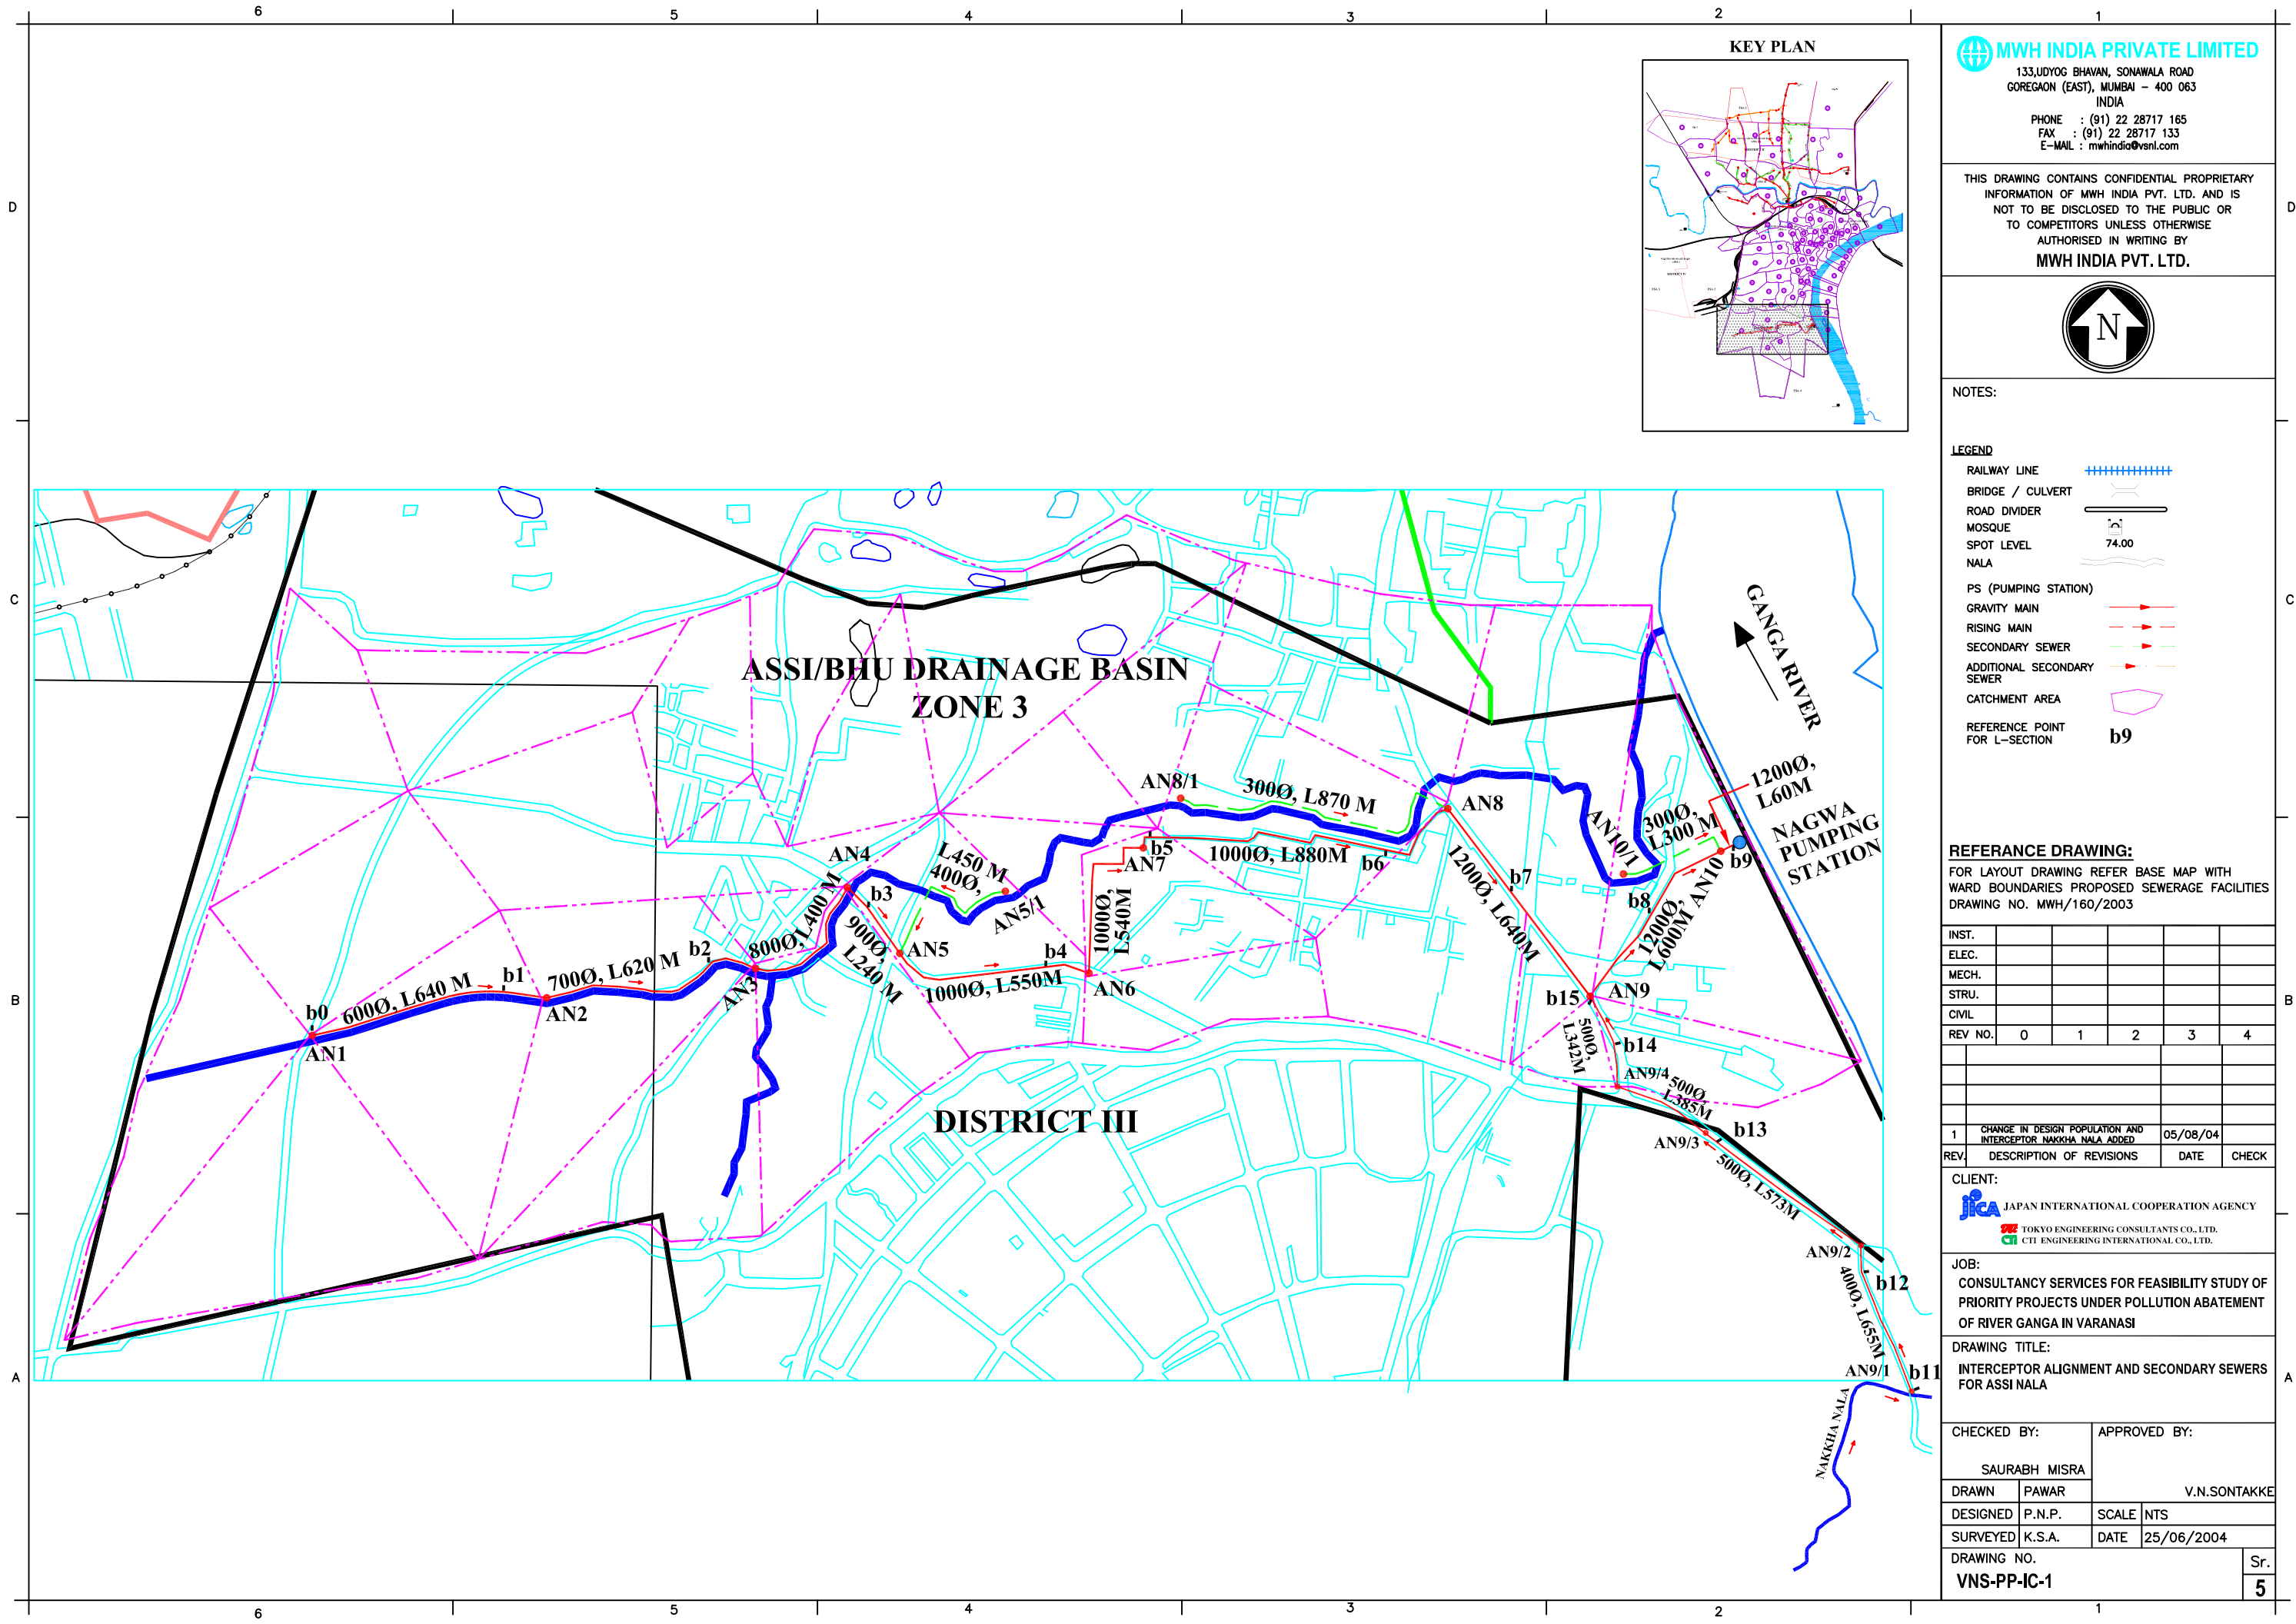 6
5
4
3
2
1
D
C
B
A
D
C
B
A
6
5
4
3
2
1
KEY PLAN
ASSI/BHU DRAINAGE BASIN
ZONE 3
DISTRICT III
GANGA RIVER
NAGWA
PUMPING
STATION
NAKKHA NALA
b0
AN1
600Ø, L640 M
b1
AN2
700Ø, L620 M
b2
AN3
800Ø, L400 M
AN4
b3
900Ø,
L240 M
AN5
L450 M
400Ø,
AN5/1
1000Ø, L550M
b4
AN6
1000Ø,
L540M
AN7
b5
AN8/1
300Ø, L870 M
1000Ø, L880M
b6
AN8
1200Ø, L640M
b7
AN9
b15
1200Ø,
L600M
b8
AN10/1
300Ø,
L300 M
AN10
b9
1200Ø,
L60M
500Ø,
L342M
b14
AN9/4
500Ø,
L385M
AN9/3
b13
500Ø, L573M
AN9/2
b12
400Ø, L655M
AN9/1
b11
MWH INDIA PRIVATE LIMITED
133,UDYOG BHAVAN, SONAWALA ROAD
GOREGAON (EAST), MUMBAI – 400 063
INDIA
PHONE : (91) 22 28717 165
FAX : (91) 22 28717 133
E–MAIL : mwhindia@vsnl.com
THIS DRAWING CONTAINS CONFIDENTIAL PROPRIETARY
INFORMATION OF MWH INDIA PVT. LTD. AND IS
NOT TO BE DISCLOSED TO THE PUBLIC OR
TO COMPETITORS UNLESS OTHERWISE
AUTHORISED IN WRITING BY
MWH INDIA PVT. LTD.
N
NOTES:
LEGEND
RAILWAY LINE
BRIDGE / CULVERT
ROAD DIVIDER
MOSQUE
SPOT LEVEL 74.00
NALA
PS (PUMPING STATION)
GRAVITY MAIN
RISING MAIN
SECONDARY SEWER
ADDITIONAL SECONDARY
SEWER
CATCHMENT AREA
REFERENCE POINT
FOR L–SECTION b9
REFERANCE DRAWING:
FOR LAYOUT DRAWING REFER BASE MAP WITH
WARD BOUNDARIES PROPOSED SEWERAGE FACILITIES
DRAWING NO. MWH/160/2003
INST.
ELEC.
MECH.
STRU.
CIVIL
REV NO. 0 1 2 3 4
1 CHANGE IN DESIGN POPULATION AND
INTERCEPTOR NAKKHA NALA ADDED 05/08/04
REV. DESCRIPTION OF REVISIONS DATE CHECK
CLIENT:
jICA JAPAN INTERNATIONAL COOPERATION AGENCY
TOKYO ENGINEERING CONSULTANTS CO., LTD.
CTI CTI ENGINEERING INTERNATIONAL CO., LTD.
JOB:
CONSULTANCY SERVICES FOR FEASIBILITY STUDY OF
PRIORITY PROJECTS UNDER POLLUTION ABATEMENT
OF RIVER GANGA IN VARANASI
DRAWING TITLE:
INTERCEPTOR ALIGNMENT AND SECONDARY SEWERS
FOR ASSI NALA
CHECKED BY: APPROVED BY:
SAURABH MISRA
V.N.SONTAKKE
DRAWN PAWAR
DESIGNED P.N.P. SCALE NTS
SURVEYED K.S.A. DATE 25/06/2004
DRAWING NO. Sr.
VNS-PP-IC-1 5